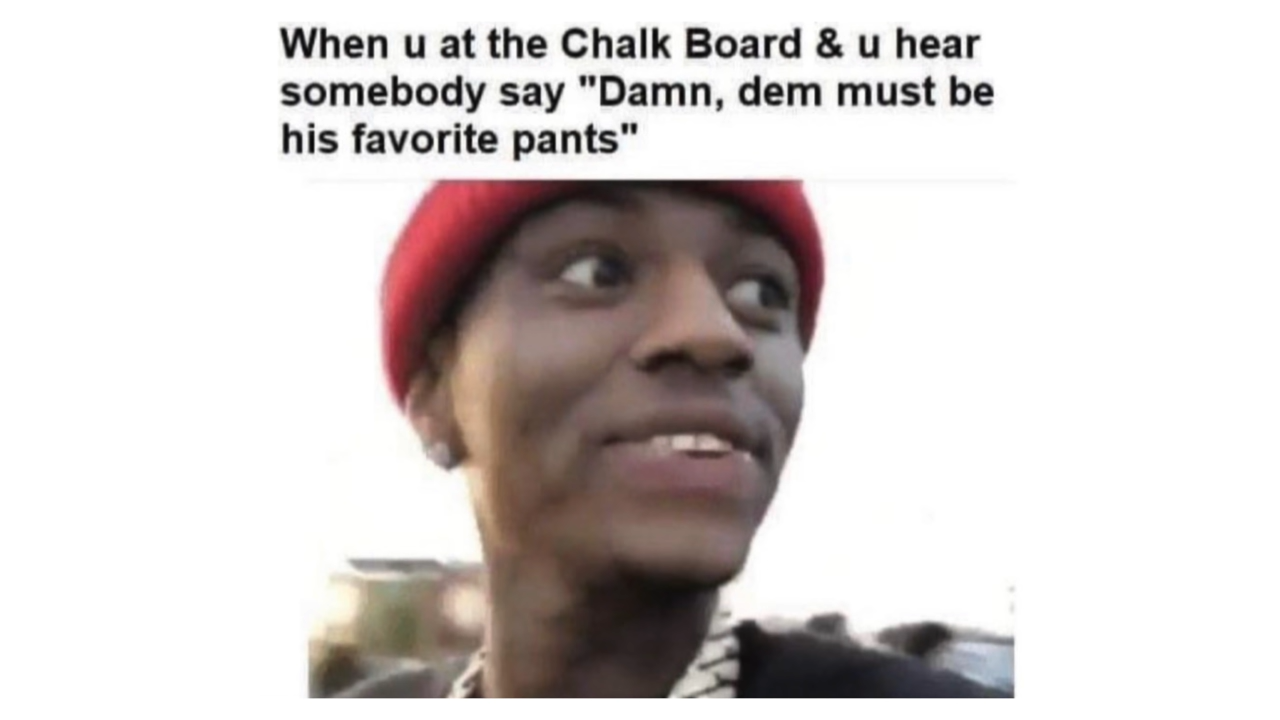 When u at the Chalk Board & u hear
somebody say "Damn, dem must be
his favorite pants"